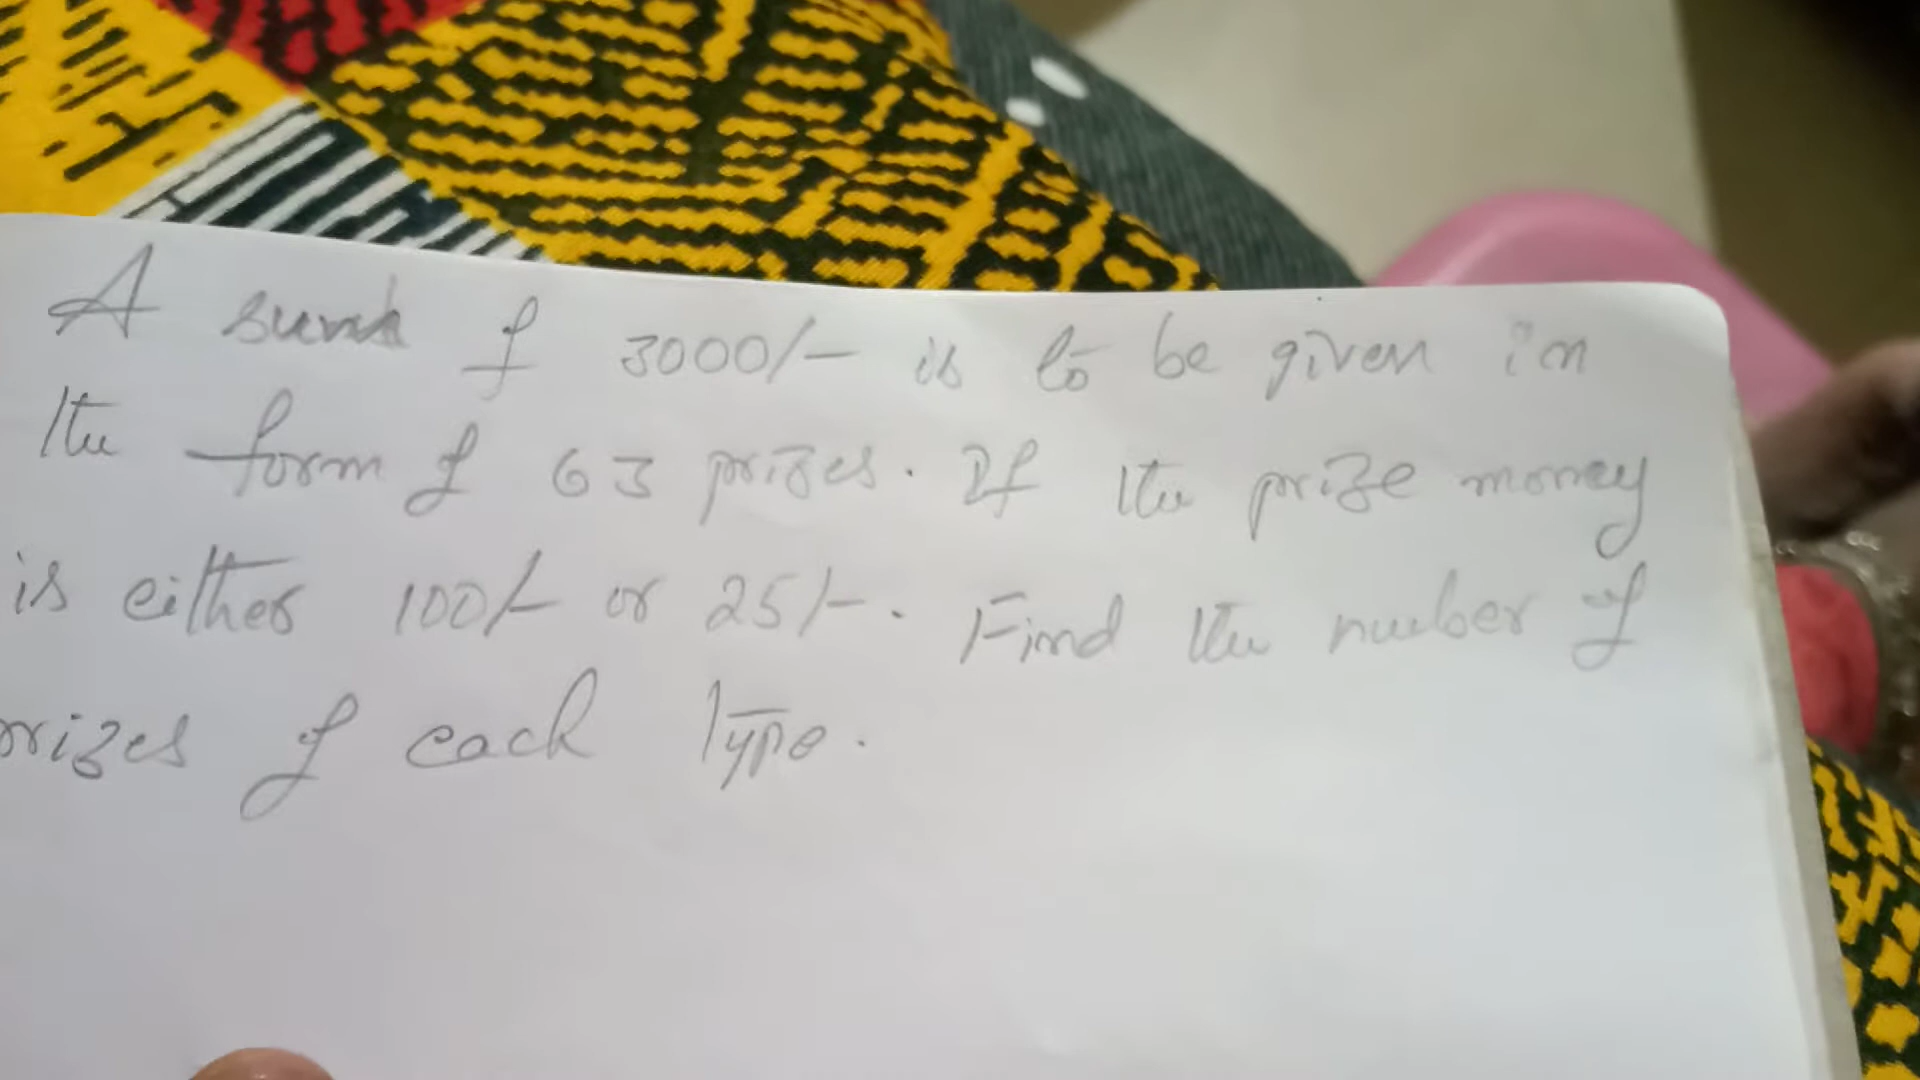 A sum of 3000/- is to be given in
the form of 63 prizes. If the prize money
is either 100/- or 25/-. Find the number of
rizes of each type.